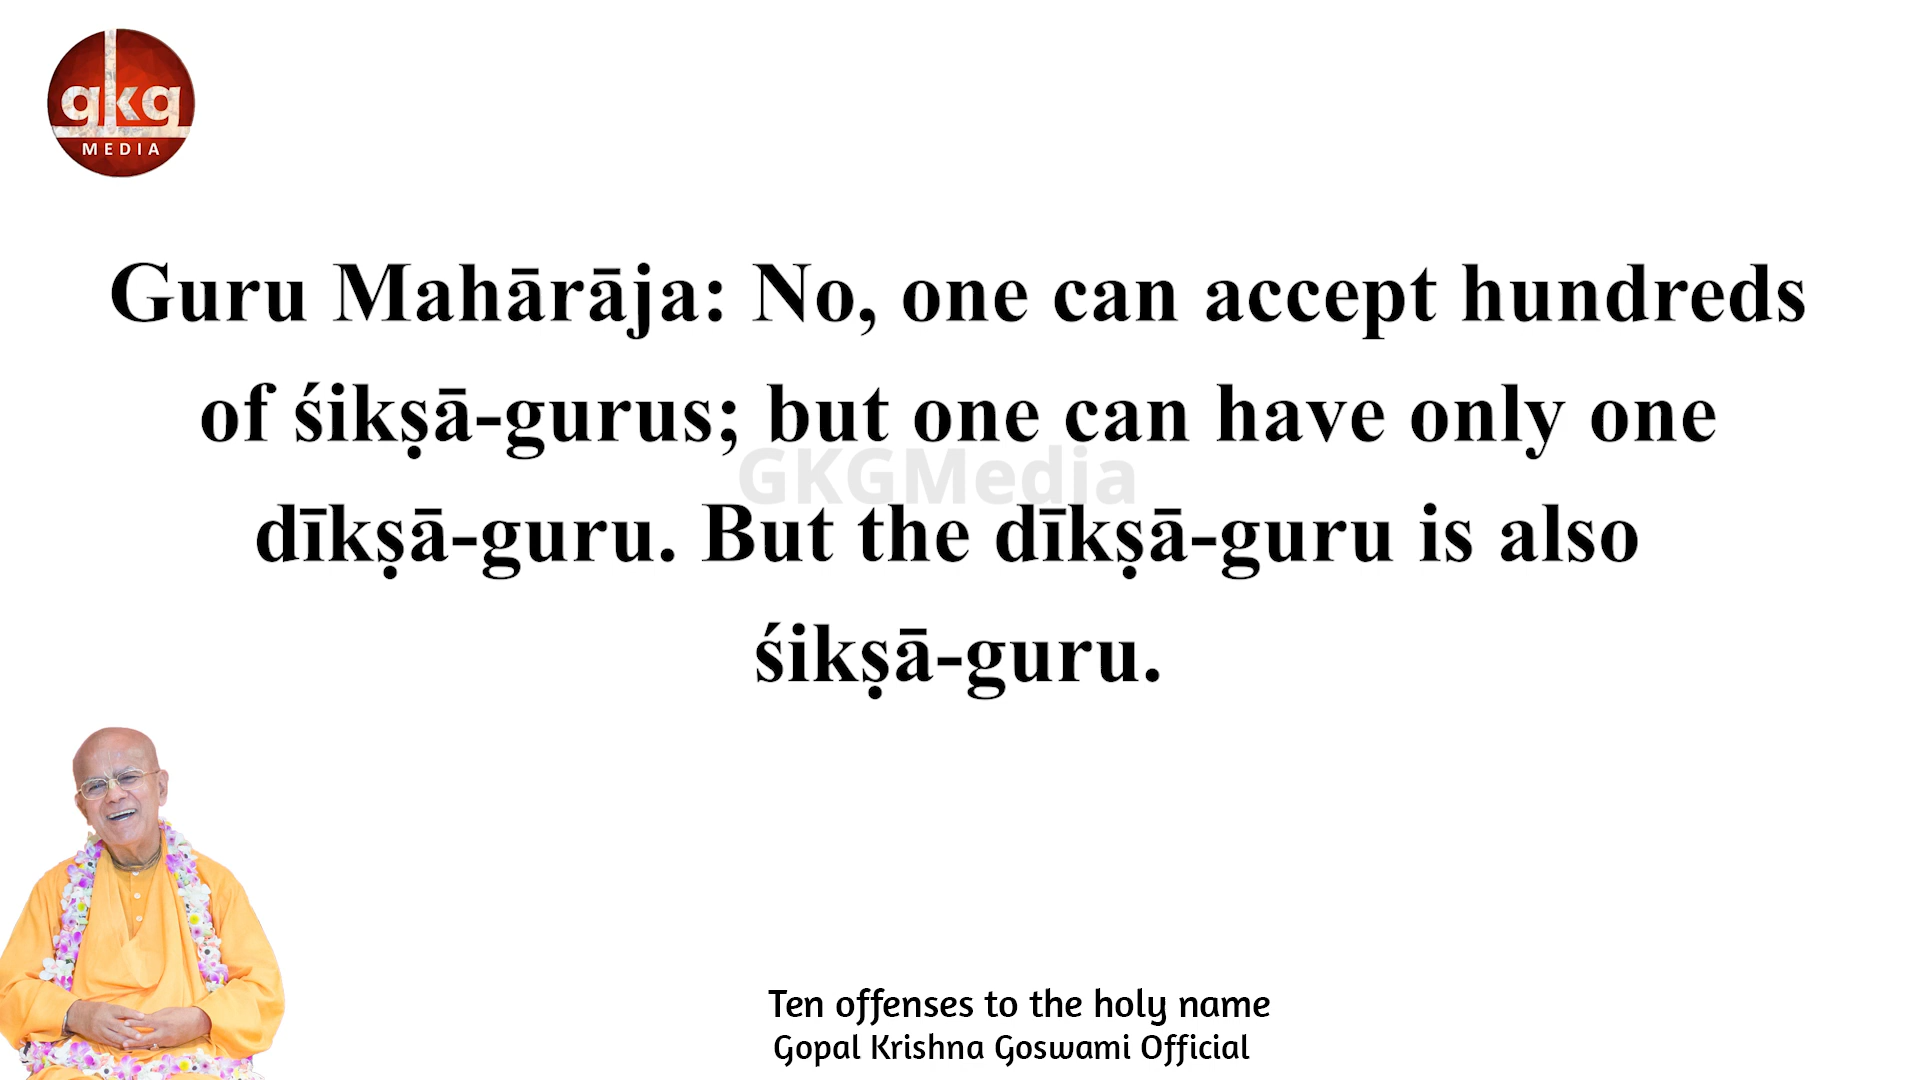 gkg
MEDIA
Guru Mahārāja: No, one can accept hundreds
of śikṣā-gurus; but one can have only one
GKGMedia
dīkṣā-guru. But the dīkṣā-guru is also
śikṣā-guru.
Ten offenses to the holy name
Gopal Krishna Goswami Official